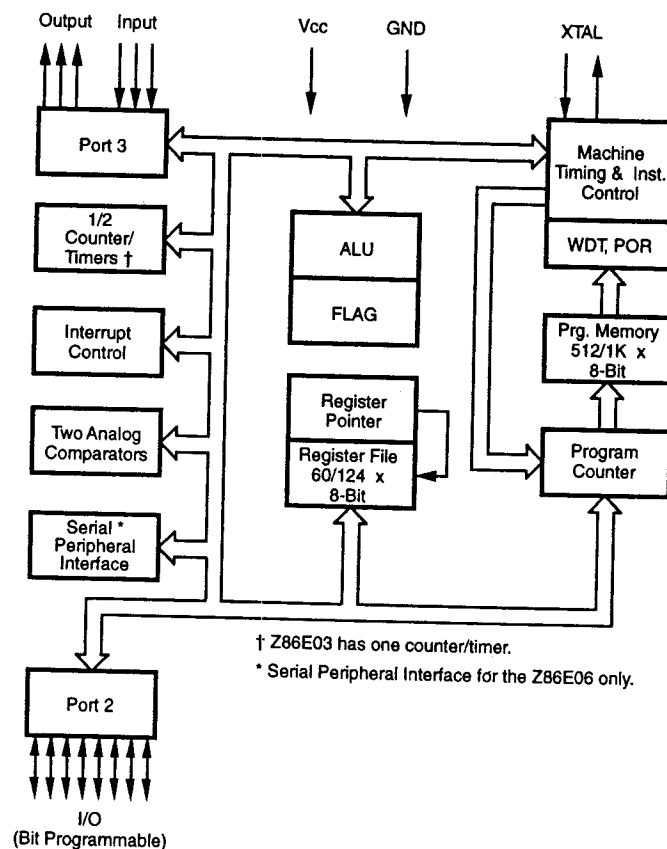 Output Input
Vcc GND
XTAL
Port 3
Machine
Timing & Inst.
Control
WDT, POR
1/2
Counter/
Timers †
ALU
FLAG
Interrupt
Control
Prg. Memory
512/1K x
8-Bit
Two Analog
Comparators
Register
Pointer
Register File
60/124 x
8-Bit
Program
Counter
Serial *
Peripheral
Interface
† Z86E03 has one counter/timer.
* Serial Peripheral Interface for the Z86E06 only.
Port 2
I/O
(Bit Programmable)